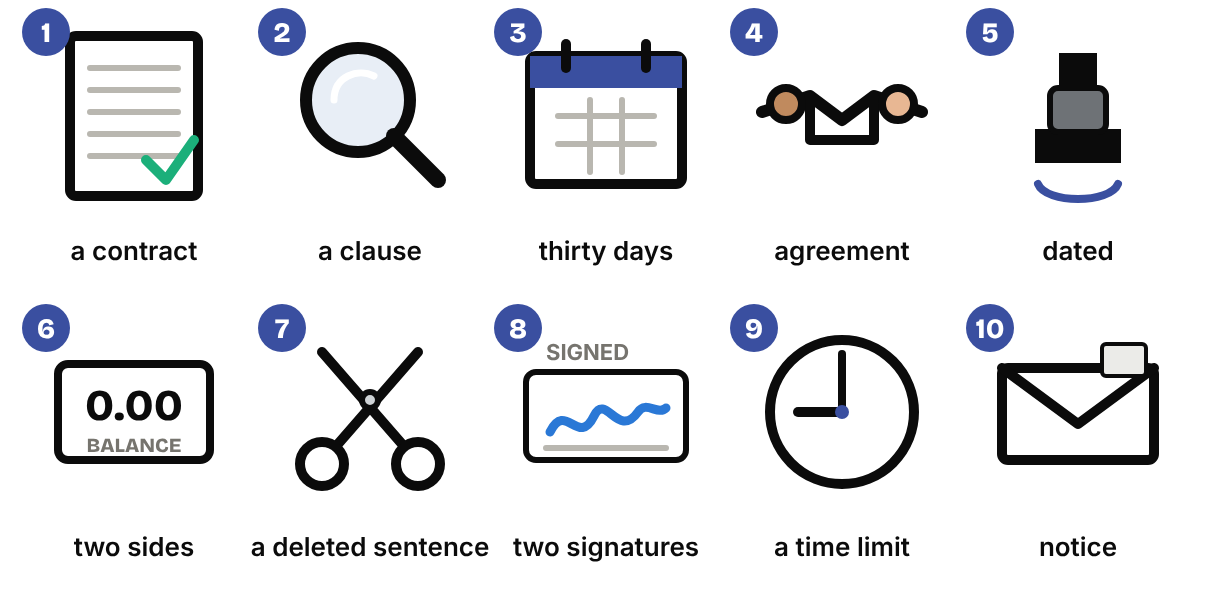 1
2
3
4
5
a contract
a clause
thirty days
agreement
dated
6
7
8
9
10
SIGNED
0.00
BALANCE
two sides
a deleted sentence
two signatures
a time limit
notice